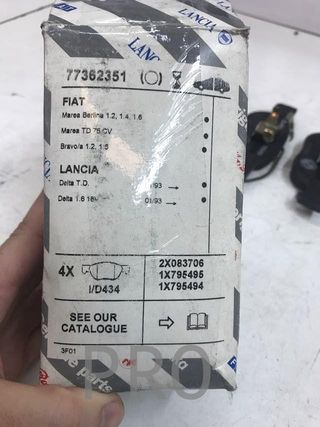 LANCIA
77362351
FIAT
Marea Berlina 1.2, 1.4, 1.6
Marea TD 75 CV
Bravo/a 1.2, 1.6
LANCIA
Delta T.D. 01/93 →
Delta 1.6 16v 01/93 →
4X I/D434
2X083706
1X795495
1X795494
SEE OUR
CATALOGUE
3F01
PRO
parts